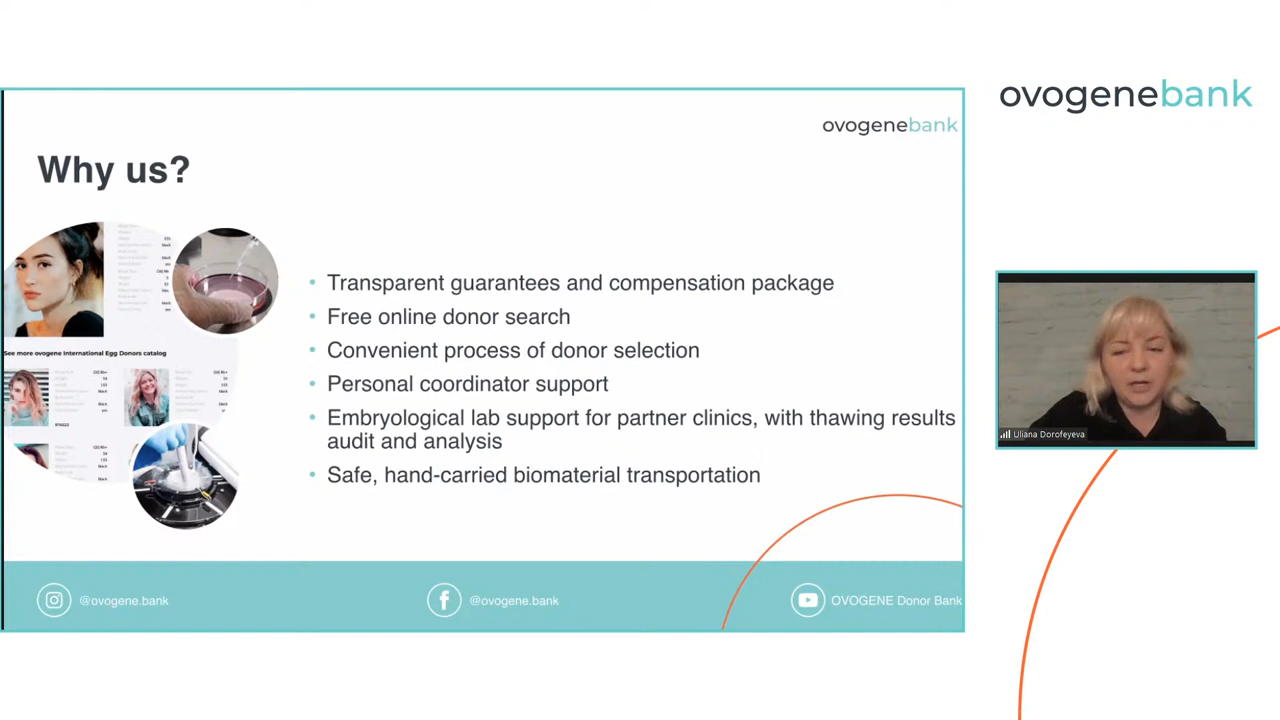 ovogenebank
ovogenebank
Why us?
See more ovogene International Egg Donors catalog
• Transparent guarantees and compensation package
• Free online donor search
• Convenient process of donor selection
• Personal coordinator support
• Embryological lab support for partner clinics, with thawing results
audit and analysis
• Safe, hand-carried biomaterial transportation
Uliana Dorofeyeva
@ovogene.bank
@ovogene.bank
OVOGENE Donor Bank